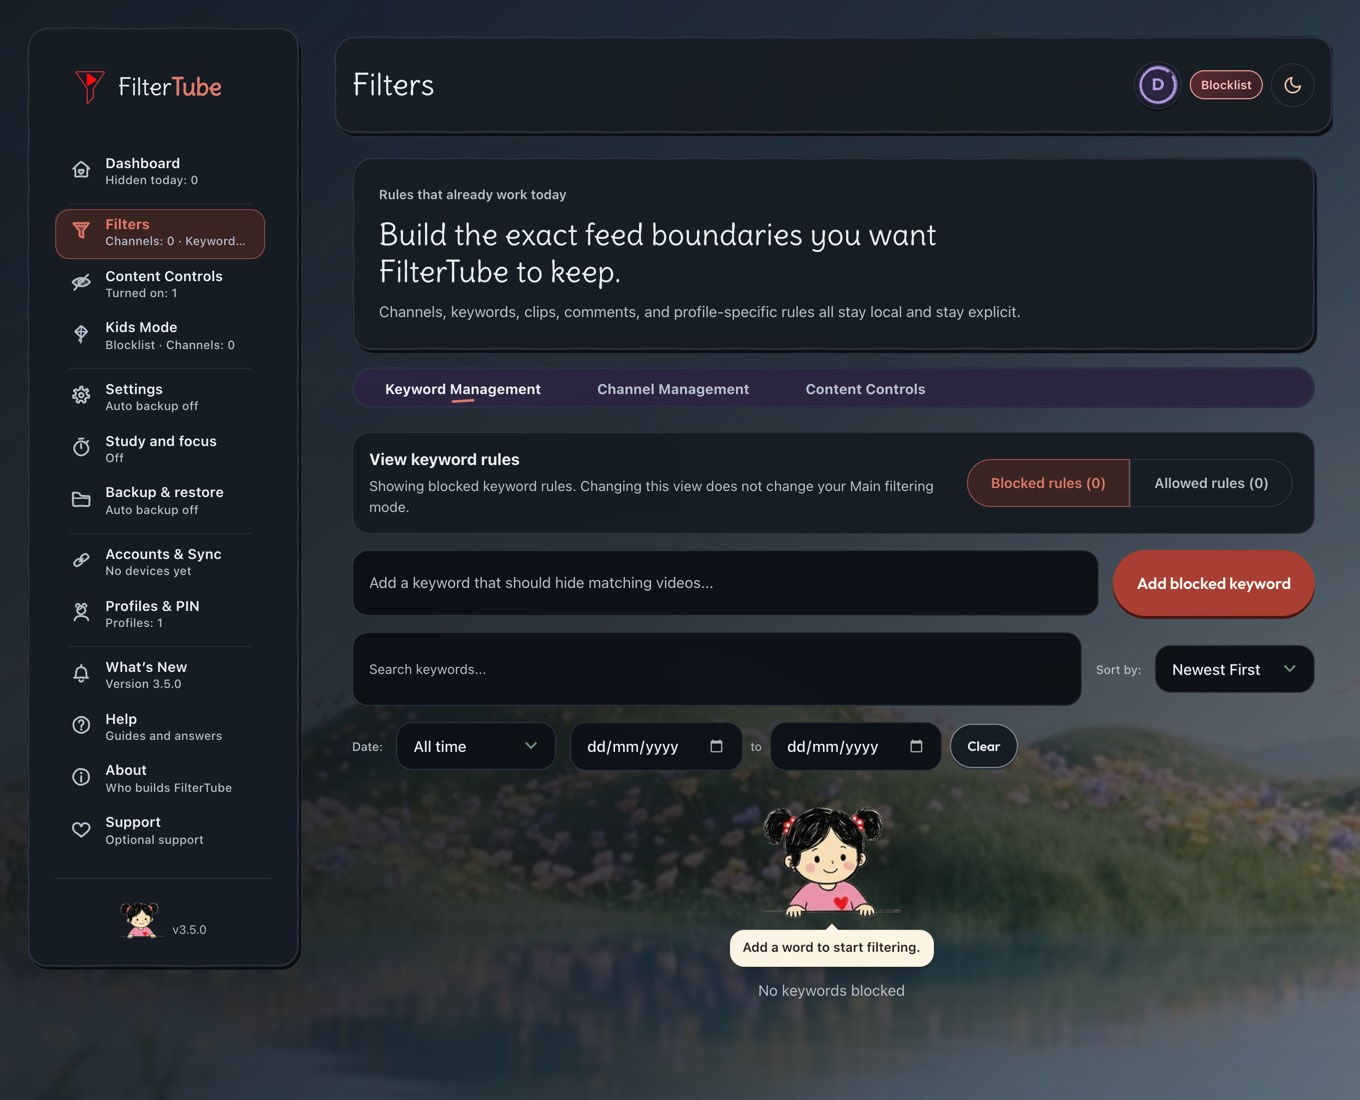 FilterTube
Dashboard
Hidden today: 0
Filters
Channels: 0 · Keyword...
Content Controls
Turned on: 1
Kids Mode
Blocklist · Channels: 0
Settings
Auto backup off
Study and focus
Off
Backup & restore
Auto backup off
Accounts & Sync
No devices yet
Profiles & PIN
Profiles: 1
What's New
Version 3.5.0
Help
Guides and answers
About
Who builds FilterTube
Support
Optional support
v3.5.0
Filters
D
Blocklist
Rules that already work today
Build the exact feed boundaries you want
FilterTube to keep.
Channels, keywords, clips, comments, and profile-specific rules all stay local and stay explicit.
Keyword Management
Channel Management
Content Controls
View keyword rules
Showing blocked keyword rules. Changing this view does not change your Main filtering
mode.
Blocked rules (0)
Allowed rules (0)
Add a keyword that should hide matching videos...
Add blocked keyword
Search keywords...
Sort by:
Newest First
Date:
All time
dd/mm/yyyy
to
dd/mm/yyyy
Clear
Add a word to start filtering.
No keywords blocked